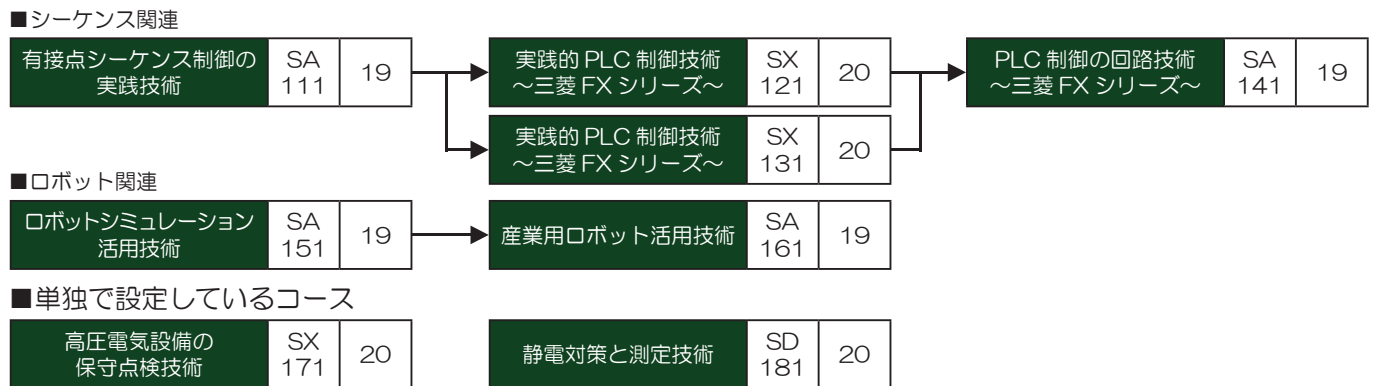 ■シーケンス関連
有接点シーケンス制御の
実践技術
SA
111
19
実践的 PLC 制御技術
～三菱 FX シリーズ～
SX
121
20
PLC 制御の回路技術
～三菱 FX シリーズ～
SA
141
19
実践的 PLC 制御技術
～三菱 FX シリーズ～
SX
131
20
■ロボット関連
ロボットシミュレーション
活用技術
SA
151
19
産業用ロボット活用技術
SA
161
19
■単独で設定しているコース
高圧電気設備の
保守点検技術
SX
171
20
静電対策と測定技術
SD
181
20